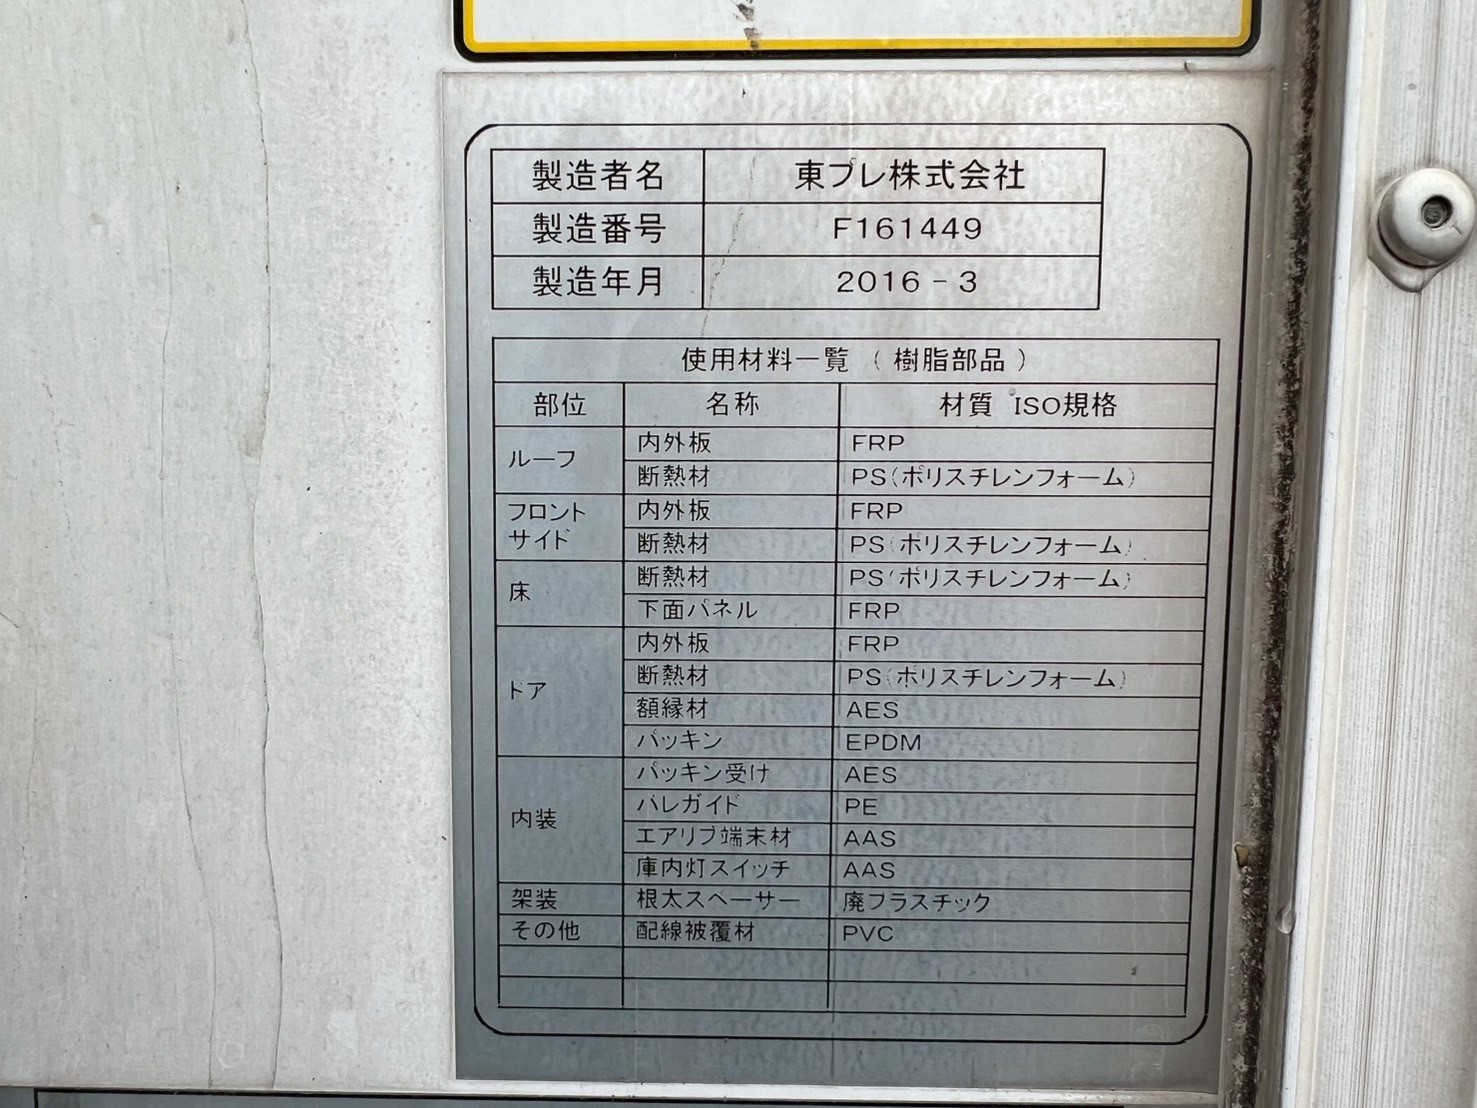 製造者名 東プレ株式会社
製造番号 F161449
製造年月 2016-3
使用材料一覧(樹脂部品)
部位 名称 材質 ISO規格
ルーフ 内外板 FRP
断熱材 PS(ポリスチレンフォーム)
フロント 内外板 FRP
サイド 断熱材 PS(ポリスチレンフォーム)
床 断熱材 PS(ポリスチレンフォーム)
下面パネル FRP
ドア 内外板 FRP
断熱材 PS(ポリスチレンフォーム)
額縁材 AES
パッキン EPDM
内装 パッキン受け AES
バレガイド PE
エアリブ端末材 AAS
庫内灯スイッチ AAS
架装 根太スペーサー 廃プラスチック
その他 配線被覆材 PVC